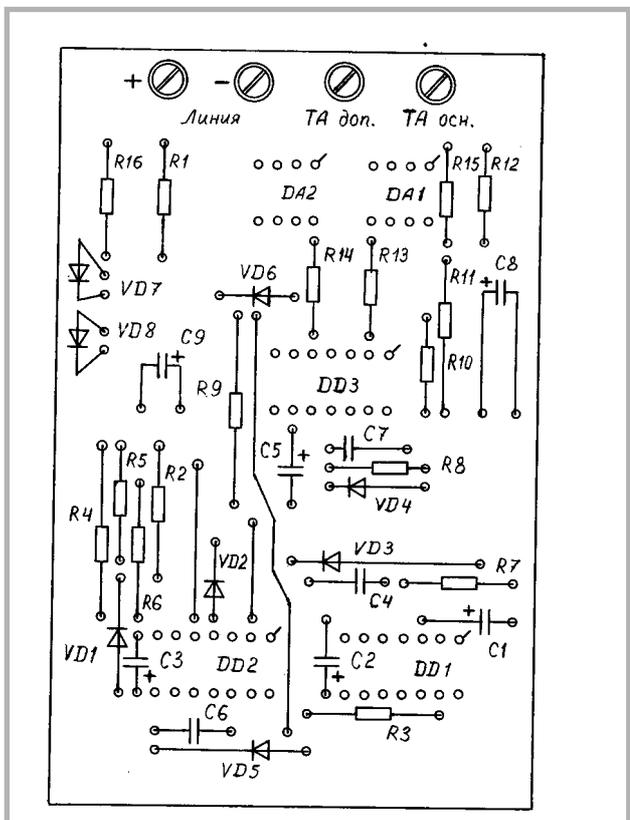 + −
Линия ТА доп. ТА осн.
R16 R1 DA2 DA1 R15 R12
VD7 VD6 R14 R13 R11 + C8
VD8 C9 + R9 DD3 R10
C5 + C7
R8
VD4
R4 R5 R2
VD2 VD3 R7
R6 C4
VD1 C3 + DD2 C2 + DD1 + C1
C6 R3
VD5